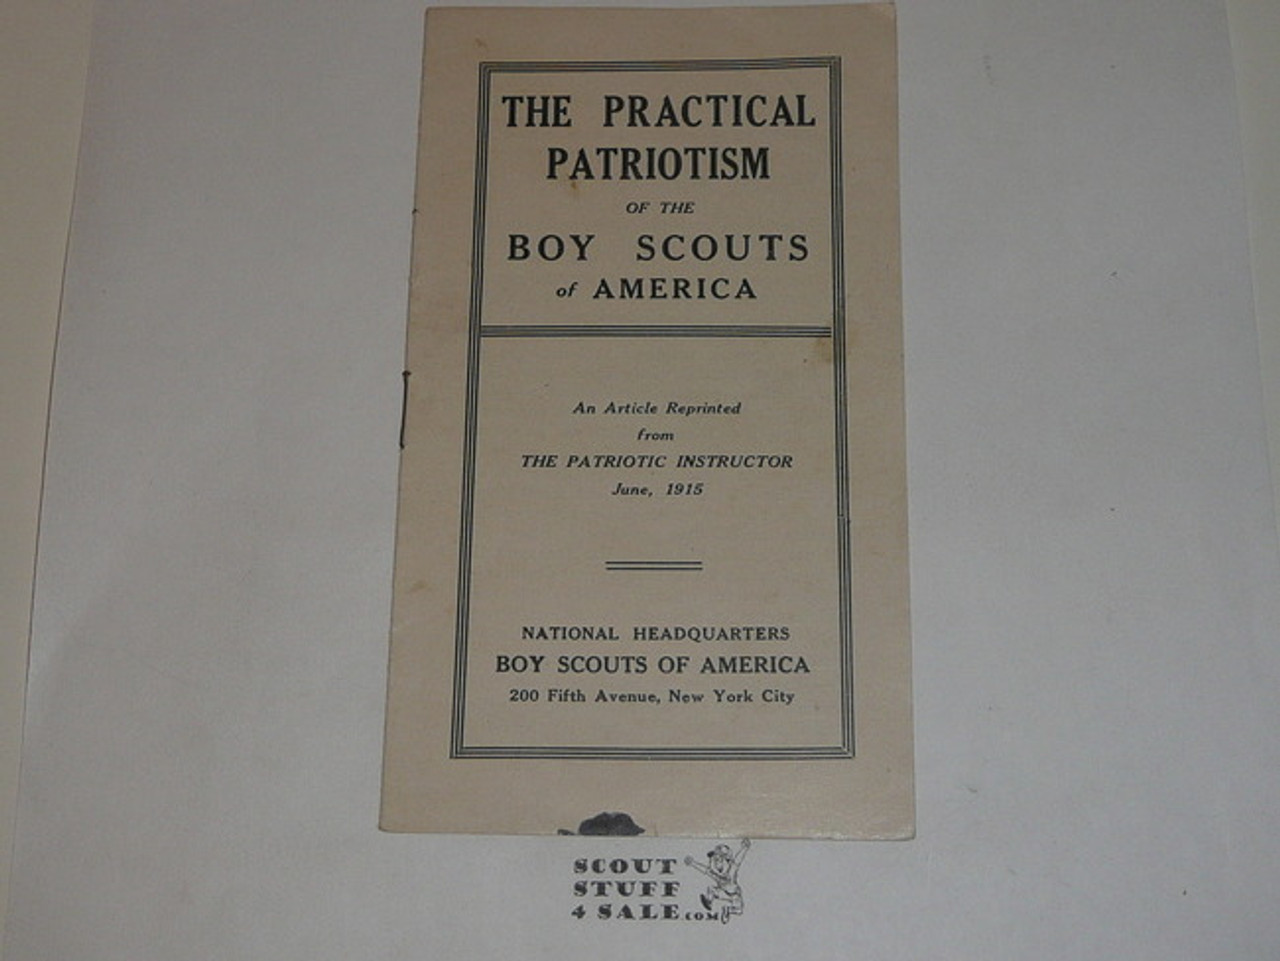 THE PRACTICAL
PATRIOTISM
OF THE
BOY SCOUTS
of AMERICA
An Article Reprinted
from
THE PATRIOTIC INSTRUCTOR
June, 1915
NATIONAL HEADQUARTERS
BOY SCOUTS OF AMERICA
200 Fifth Avenue, New York City
SCOUT
STUFF
4 SALE.COM